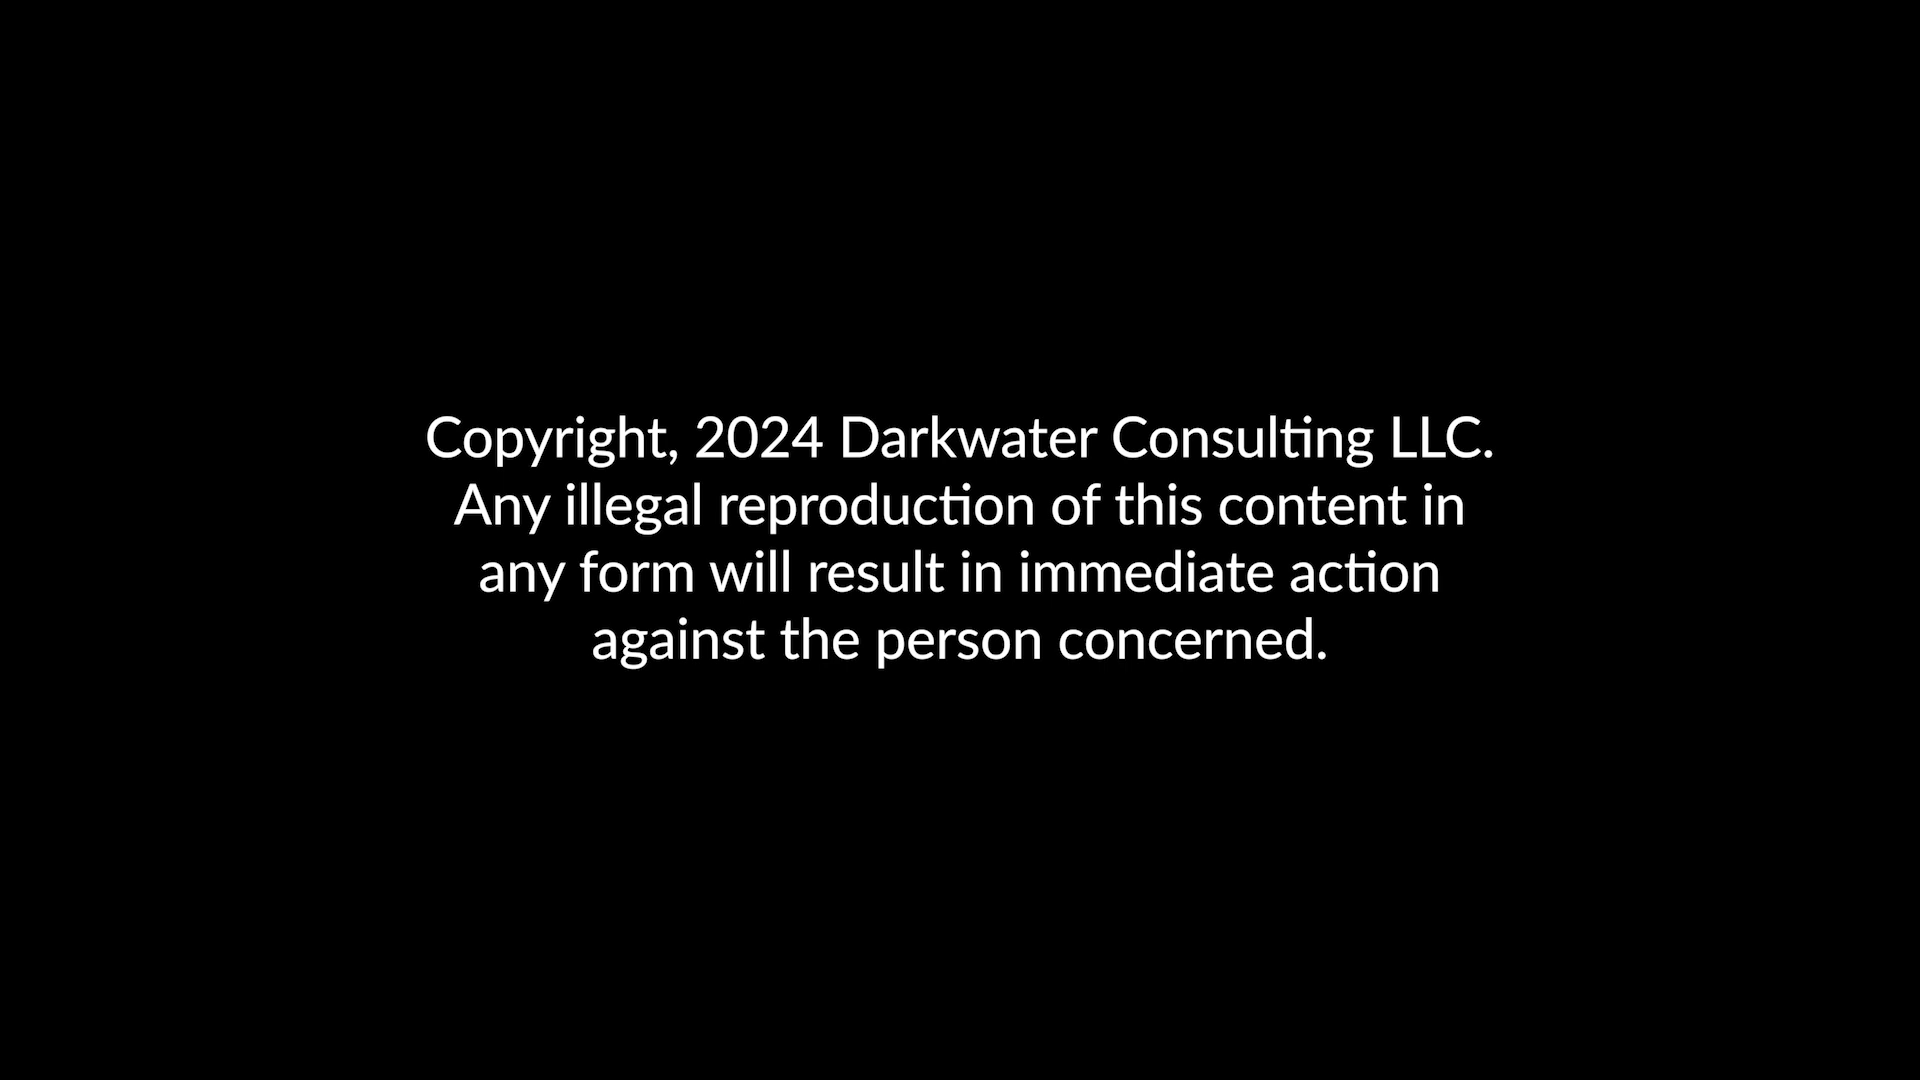 Copyright, 2024 Darkwater Consulting LLC.
Any illegal reproduction of this content in
any form will result in immediate action
against the person concerned.